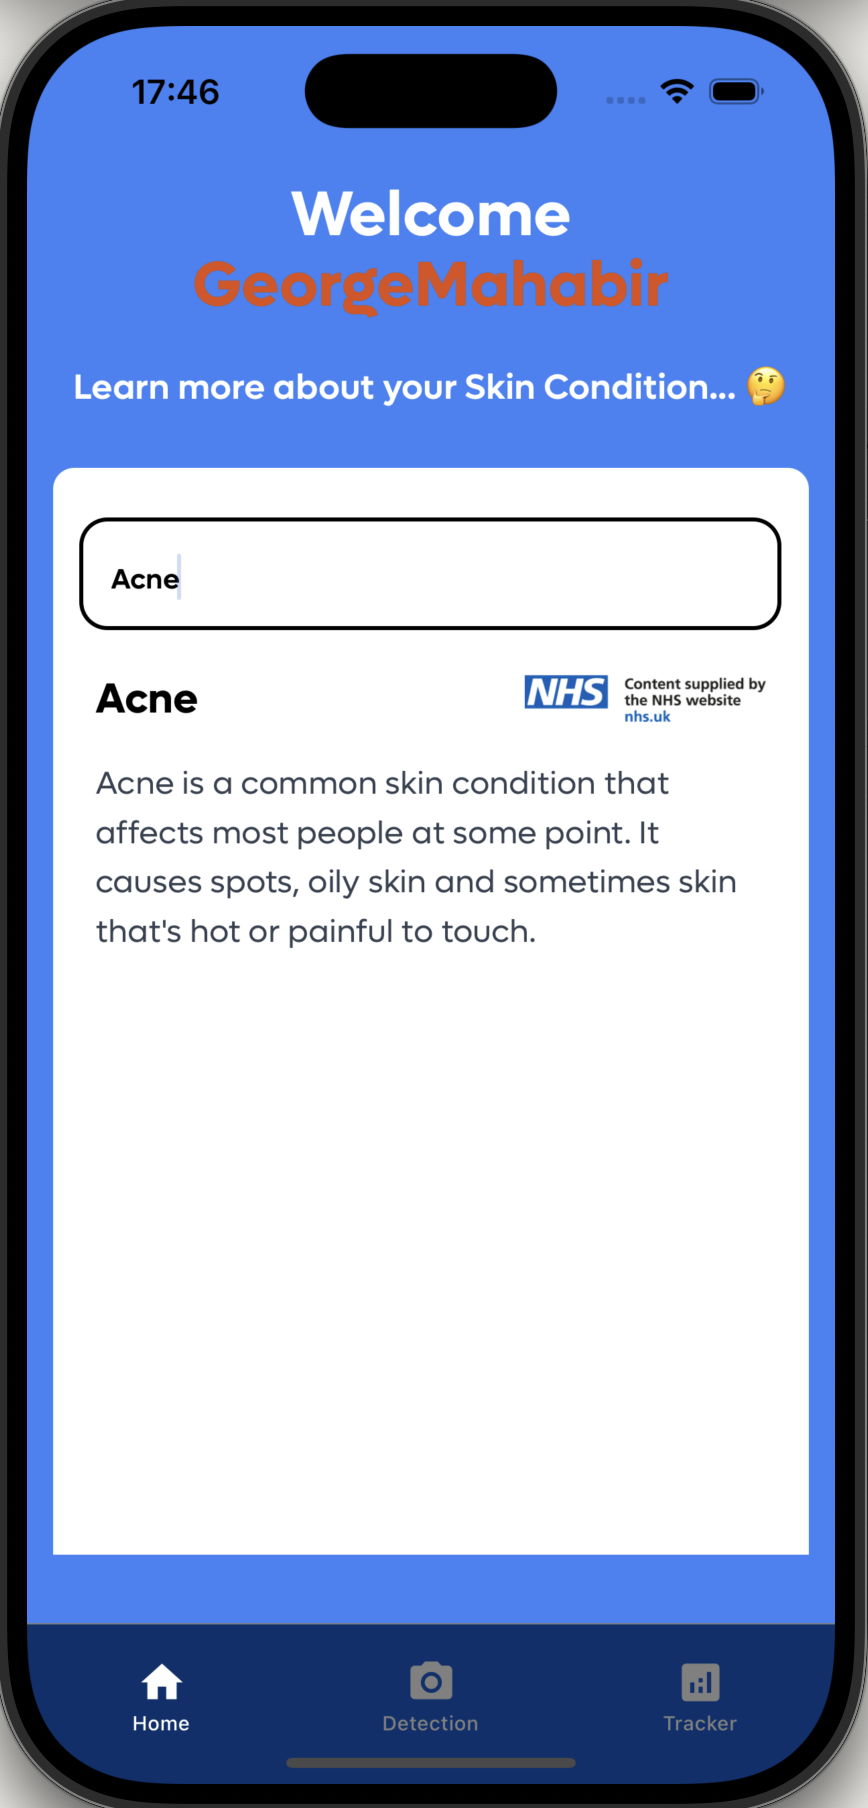 17:46
Welcome
GeorgeMahabir
Learn more about your Skin Condition... 🤔
Acne
Acne
NHS
Content supplied by
the NHS website
nhs.uk
Acne is a common skin condition that
affects most people at some point. It
causes spots, oily skin and sometimes skin
that's hot or painful to touch.
Home
Detection
Tracker